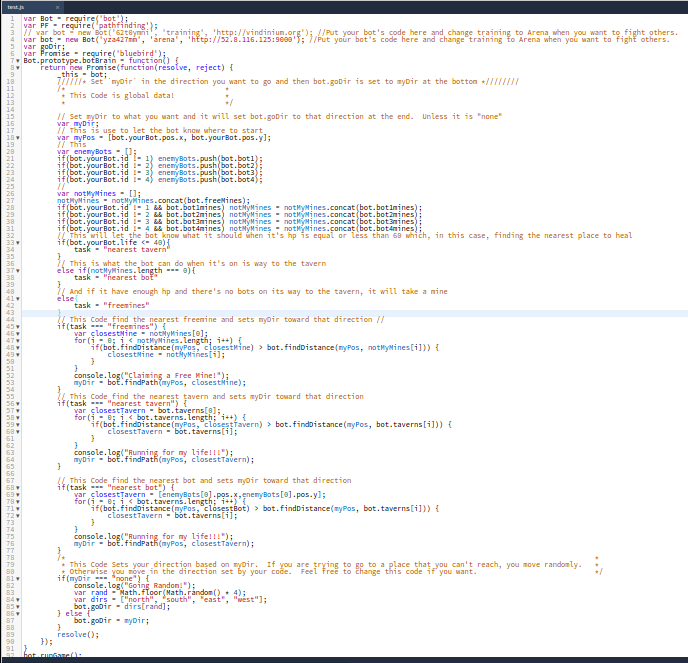 test.js
1 var Bot = require('bot');
2 var PF = require('pathfinding');
3 // var bot = new Bot('62t0ymni', 'training', 'http://vindinium.org'); //Put your bot's code here and change training to Arena when you want to fight others.
4 var bot = new Bot('yza427mm', 'arena', 'http://52.8.116.125:9000'); //Put your bot's code here and change training to Arena when you want to fight others.
5 var goDir;
6 var Promise = require('bluebird');
7 Bot.prototype.botBrain = function() {
8 return new Promise(function(resolve, reject) {
9 _this = bot;
10 //////* Set `myDir` in the direction you want to go and then bot.goDir is set to myDir at the bottom *////////
11 /* *
12 * This Code is global data! *
13 * */
14
15 // Set myDir to what you want and it will set bot.goDir to that direction at the end. Unless it is "none"
16 var myDir;
17 // This is use to let the bot know where to start
18 var myPos = [bot.yourBot.pos.x, bot.yourBot.pos.y];
19 // This
20 var enemyBots = [];
21 if(bot.yourBot.id != 1) enemyBots.push(bot.bot1);
22 if(bot.yourBot.id != 2) enemyBots.push(bot.bot2);
23 if(bot.yourBot.id != 3) enemyBots.push(bot.bot3);
24 if(bot.yourBot.id != 4) enemyBots.push(bot.bot4);
25 //
26 var notMyMines = [];
27 notMyMines = notMyMines.concat(bot.freeMines);
28 if(bot.yourBot.id != 1 && bot.bot1mines) notMyMines = notMyMines.concat(bot.bot1mines);
29 if(bot.yourBot.id != 2 && bot.bot2mines) notMyMines = notMyMines.concat(bot.bot2mines);
30 if(bot.yourBot.id != 3 && bot.bot3mines) notMyMines = notMyMines.concat(bot.bot3mines);
31 if(bot.yourBot.id != 4 && bot.bot4mines) notMyMines = notMyMines.concat(bot.bot4mines);
32 // This will let the bot know what it should when it's hp is equal or less than 60 which, in this case, finding the nearest place to heal
33 if(bot.yourBot.life <= 40){
34 task = "nearest tavern"
35 }
36 // This is what the bot can do when it's on is way to the tavern
37 else if(notMyMines.length === 0){
38 task = "nearest bot"
39 }
40 // And if it have enough hp and there's no bots on its way to the tavern, it will take a mine
41 else{
42 task = "freemines"
43 }
44 // This Code find the nearest freemine and sets myDir toward that direction //
45 if(task === "freemines") {
46 var closestMine = notMyMines[0];
47 for(i = 0; i < notMyMines.length; i++) {
48 if(bot.findDistance(myPos, closestMine) > bot.findDistance(myPos, notMyMines[i])) {
49 closestMine = notMyMines[i];
50 }
51 }
52 console.log("Claiming a Free Mine!");
53 myDir = bot.findPath(myPos, closestMine);
54 }
55 // This Code find the nearest tavern and sets myDir toward that direction
56 if(task === "nearest tavern") {
57 var closestTavern = bot.taverns[0];
58 for(i = 0; i < bot.taverns.length; i++) {
59 if(bot.findDistance(myPos, closestTavern) > bot.findDistance(myPos, bot.taverns[i])) {
60 closestTavern = bot.taverns[i];
61 }
62 }
63 console.log("Running for my life!!!");
64 myDir = bot.findPath(myPos, closestTavern);
65 }
66
67 // This Code find the nearest bot and sets myDir toward that direction
68 if(task === "nearest bot") {
69 var closestTavern = [enemyBots[0].pos.x,enemyBots[0].pos.y];
70 for(i = 0; i < bot.taverns.length; i++) {
71 if(bot.findDistance(myPos, closestBot) > bot.findDistance(myPos, bot.taverns[i])) {
72 closestTavern = bot.taverns[i];
73 }
74 }
75 console.log("Running for my life!!!");
76 myDir = bot.findPath(myPos, closestTavern);
77 }
78 /* *
79 * This Code Sets your direction based on myDir. If you are trying to go to a place that you can't reach, you move randomly. *
80 * Otherwise you move in the direction set by your code. Feel free to change this code if you want. */
81 if(myDir === "none") {
82 console.log("Going Random!");
83 var rand = Math.floor(Math.random() * 4);
84 var dirs = ["north", "south", "east", "west"];
85 bot.goDir = dirs[rand];
86 } else {
87 bot.goDir = myDir;
88 }
89 resolve();
90 });
91 }
92 bot.runGame();